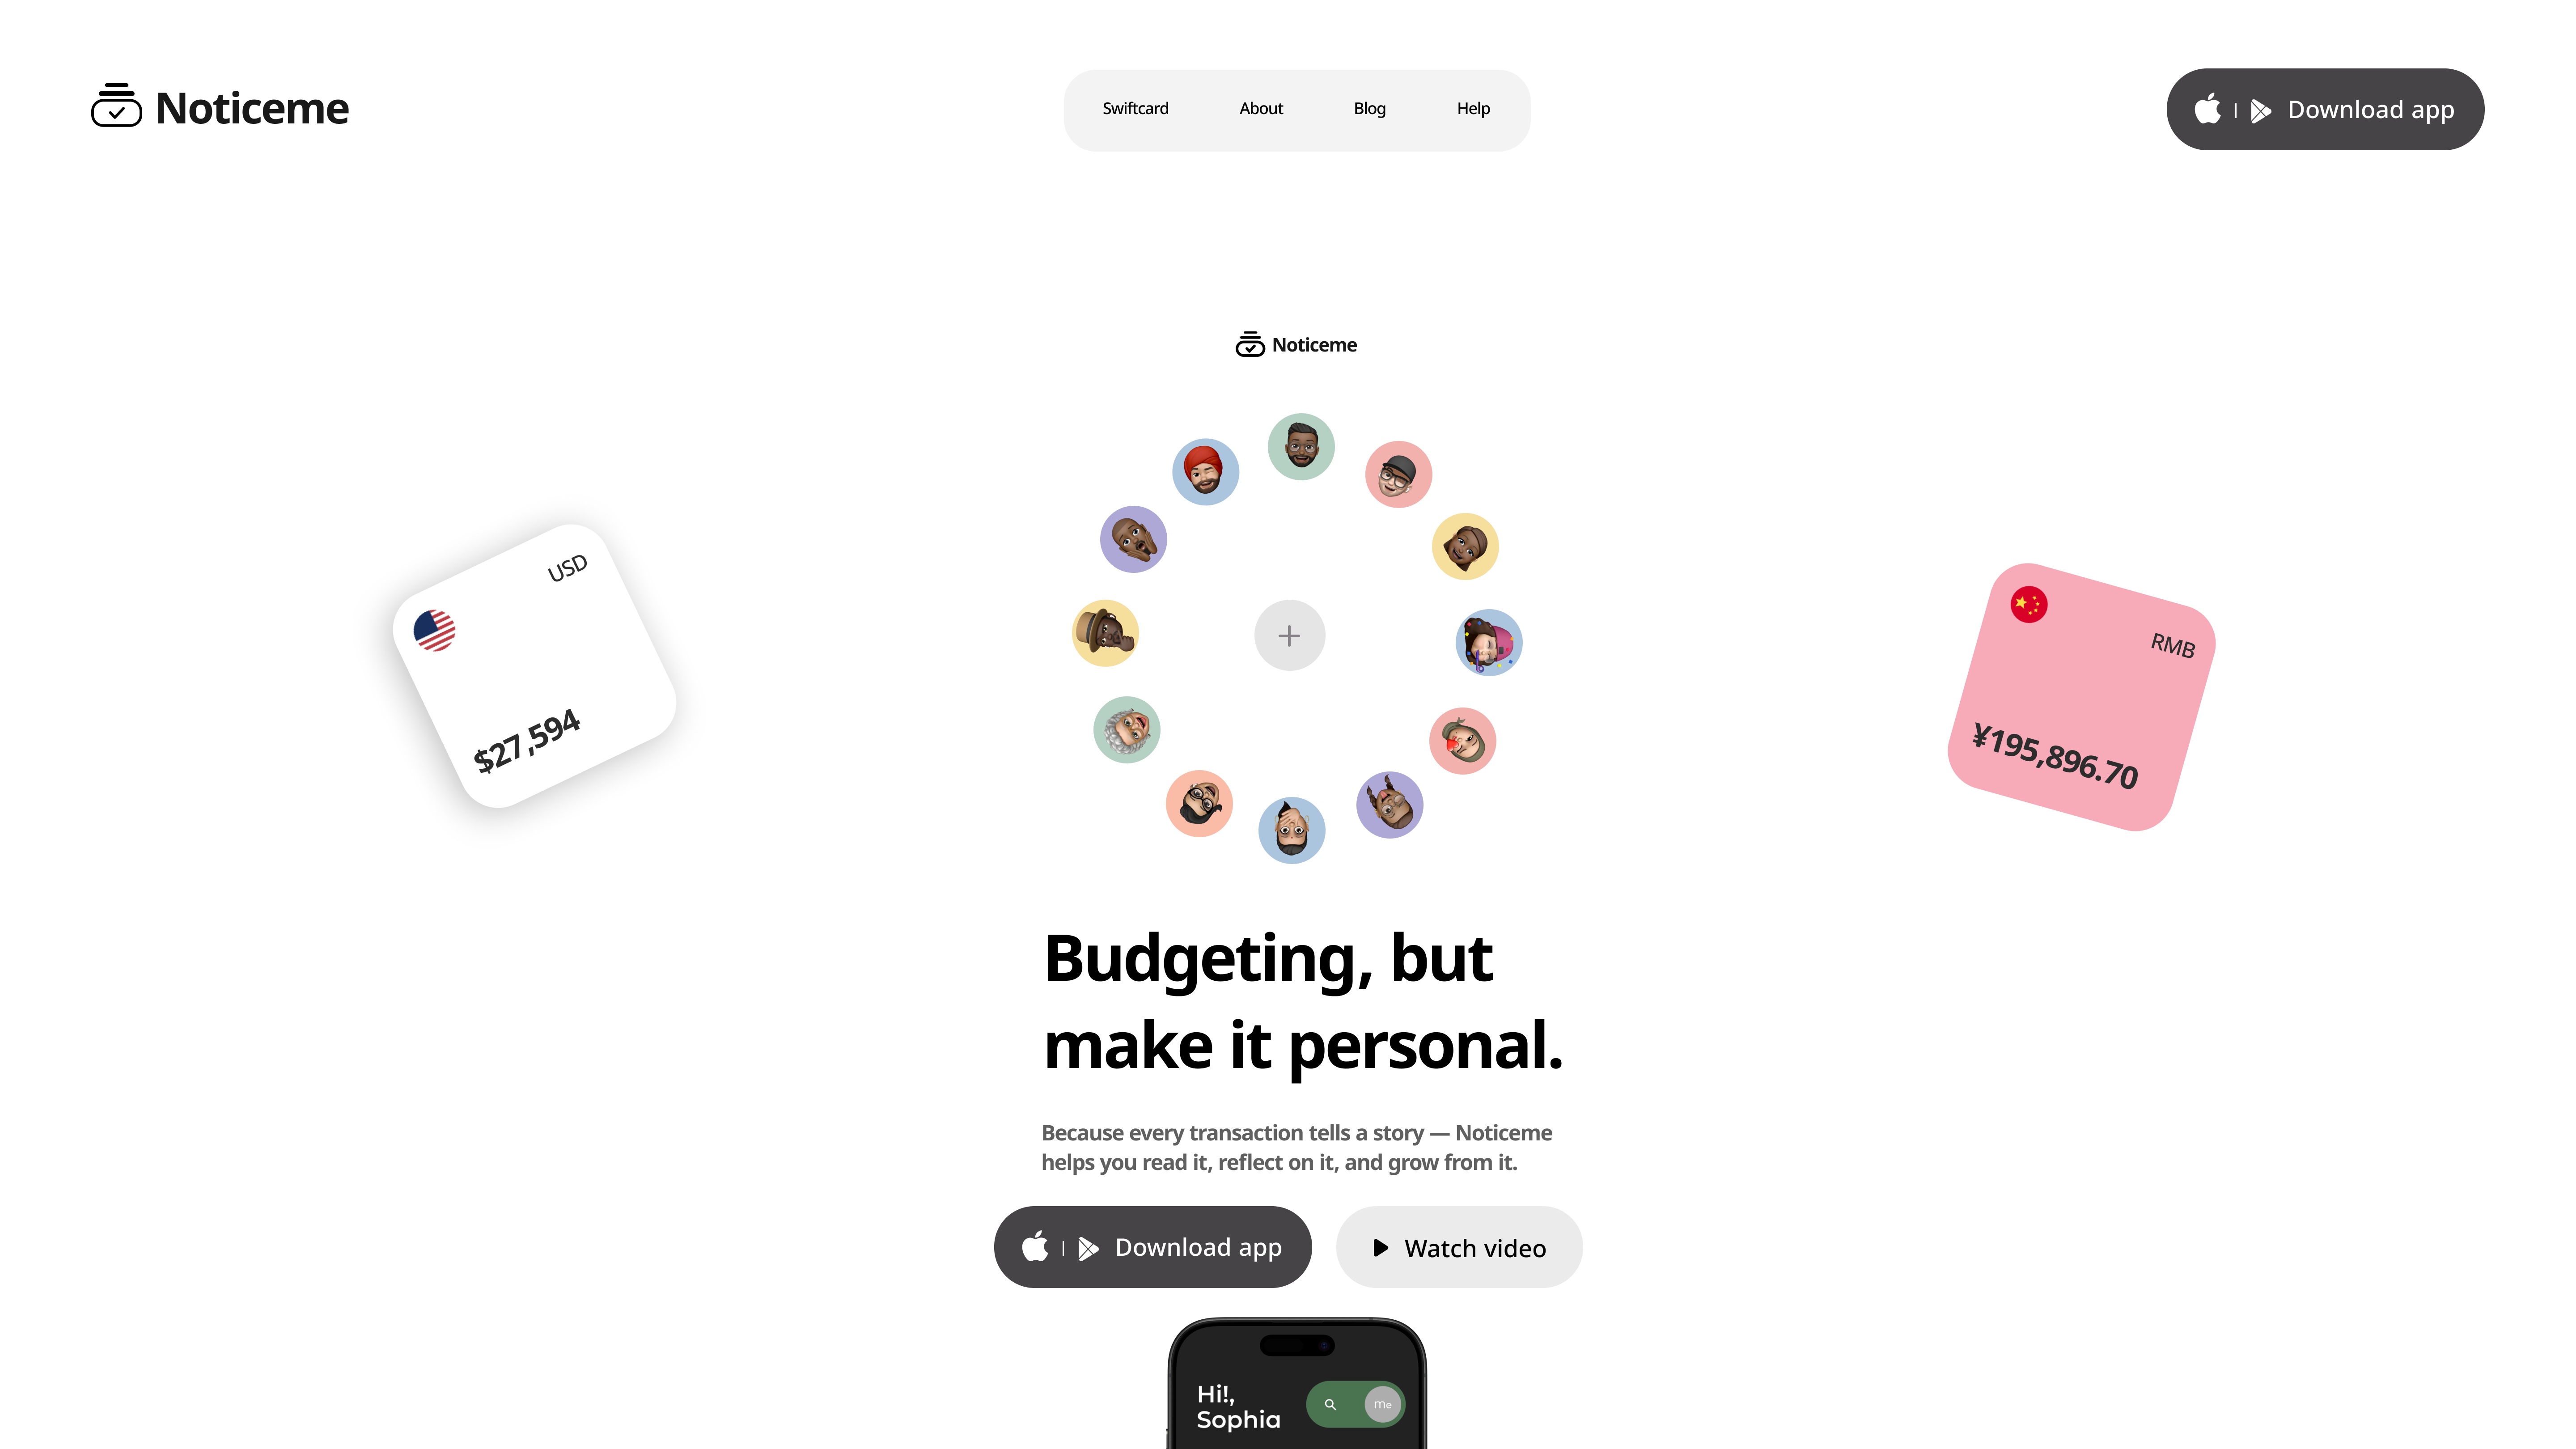 Noticeme
Swiftcard
About
Blog
Help
Download app
Noticeme
USD
$27,594
RMB
¥195,896.70
Budgeting, but
make it personal.
Because every transaction tells a story — Noticeme
helps you read it, reflect on it, and grow from it.
Download app
Watch video
Hi!,
Sophia
Me